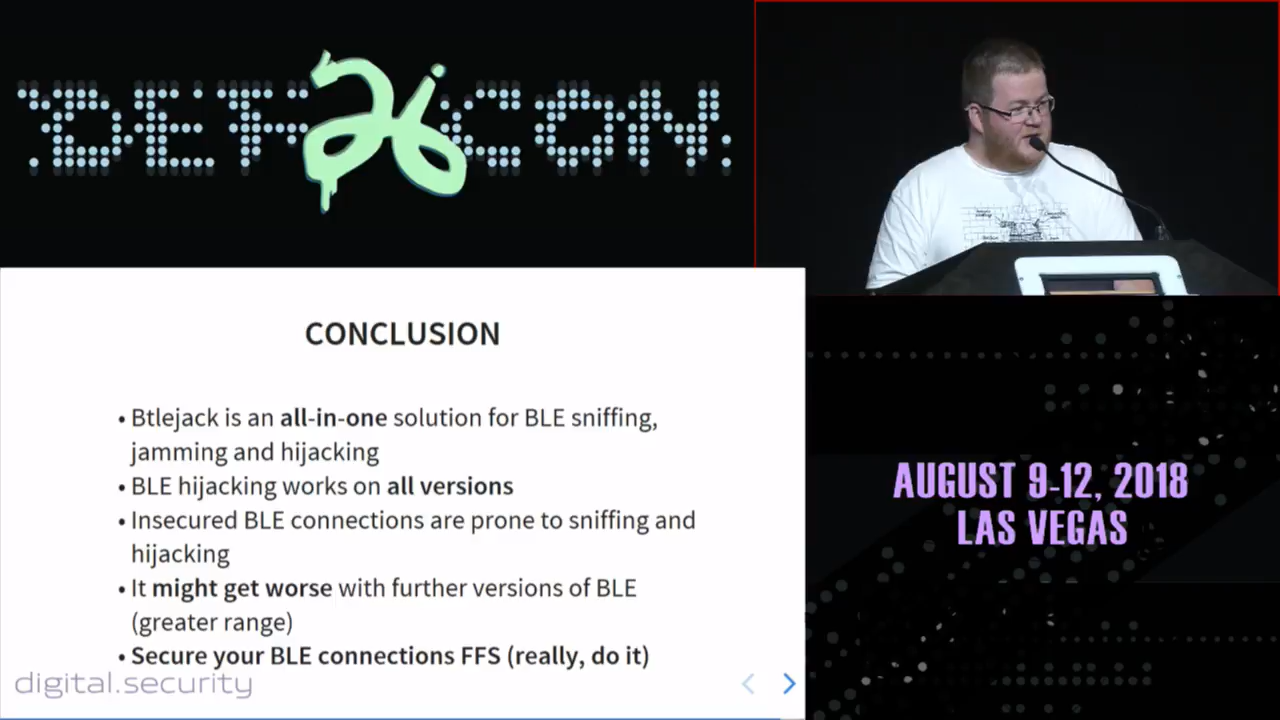 DEF 26 CON
CONCLUSION
• Btlejack is an all-in-one solution for BLE sniffing,
jamming and hijacking
• BLE hijacking works on all versions
• Insecured BLE connections are prone to sniffing and
hijacking
• It might get worse with further versions of BLE
(greater range)
• Secure your BLE connections FFS (really, do it)
digital.security
AUGUST 9-12, 2018
LAS VEGAS